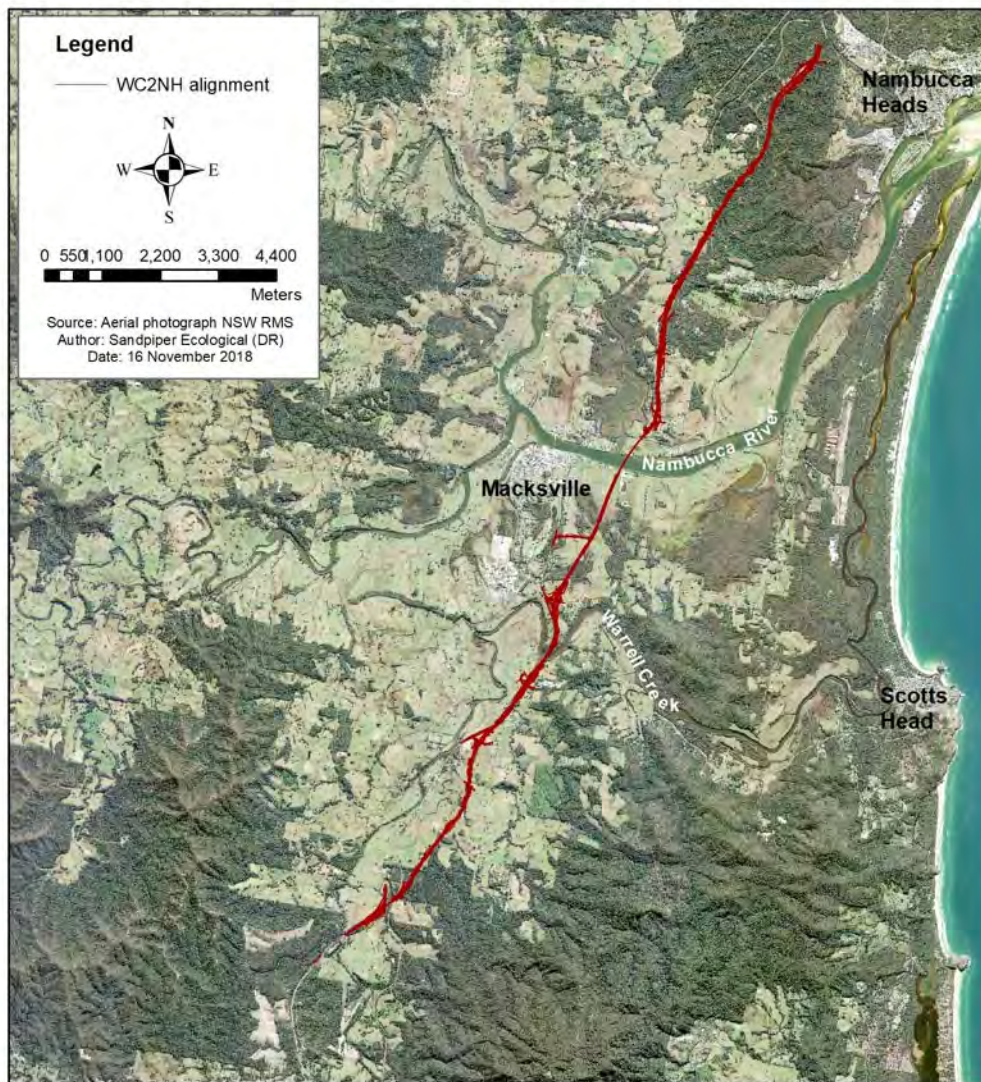 Legend
WC2NH alignment
N
W E
S
0 550 1,100 2,200 3,300 4,400
Meters
Source: Aerial photograph NSW RMS
Author: Sandpiper Ecological (DR)
Date: 16 November 2018
Nambucca
Heads
Nambucca River
Macksville
Warrell Creek
Scotts
Head